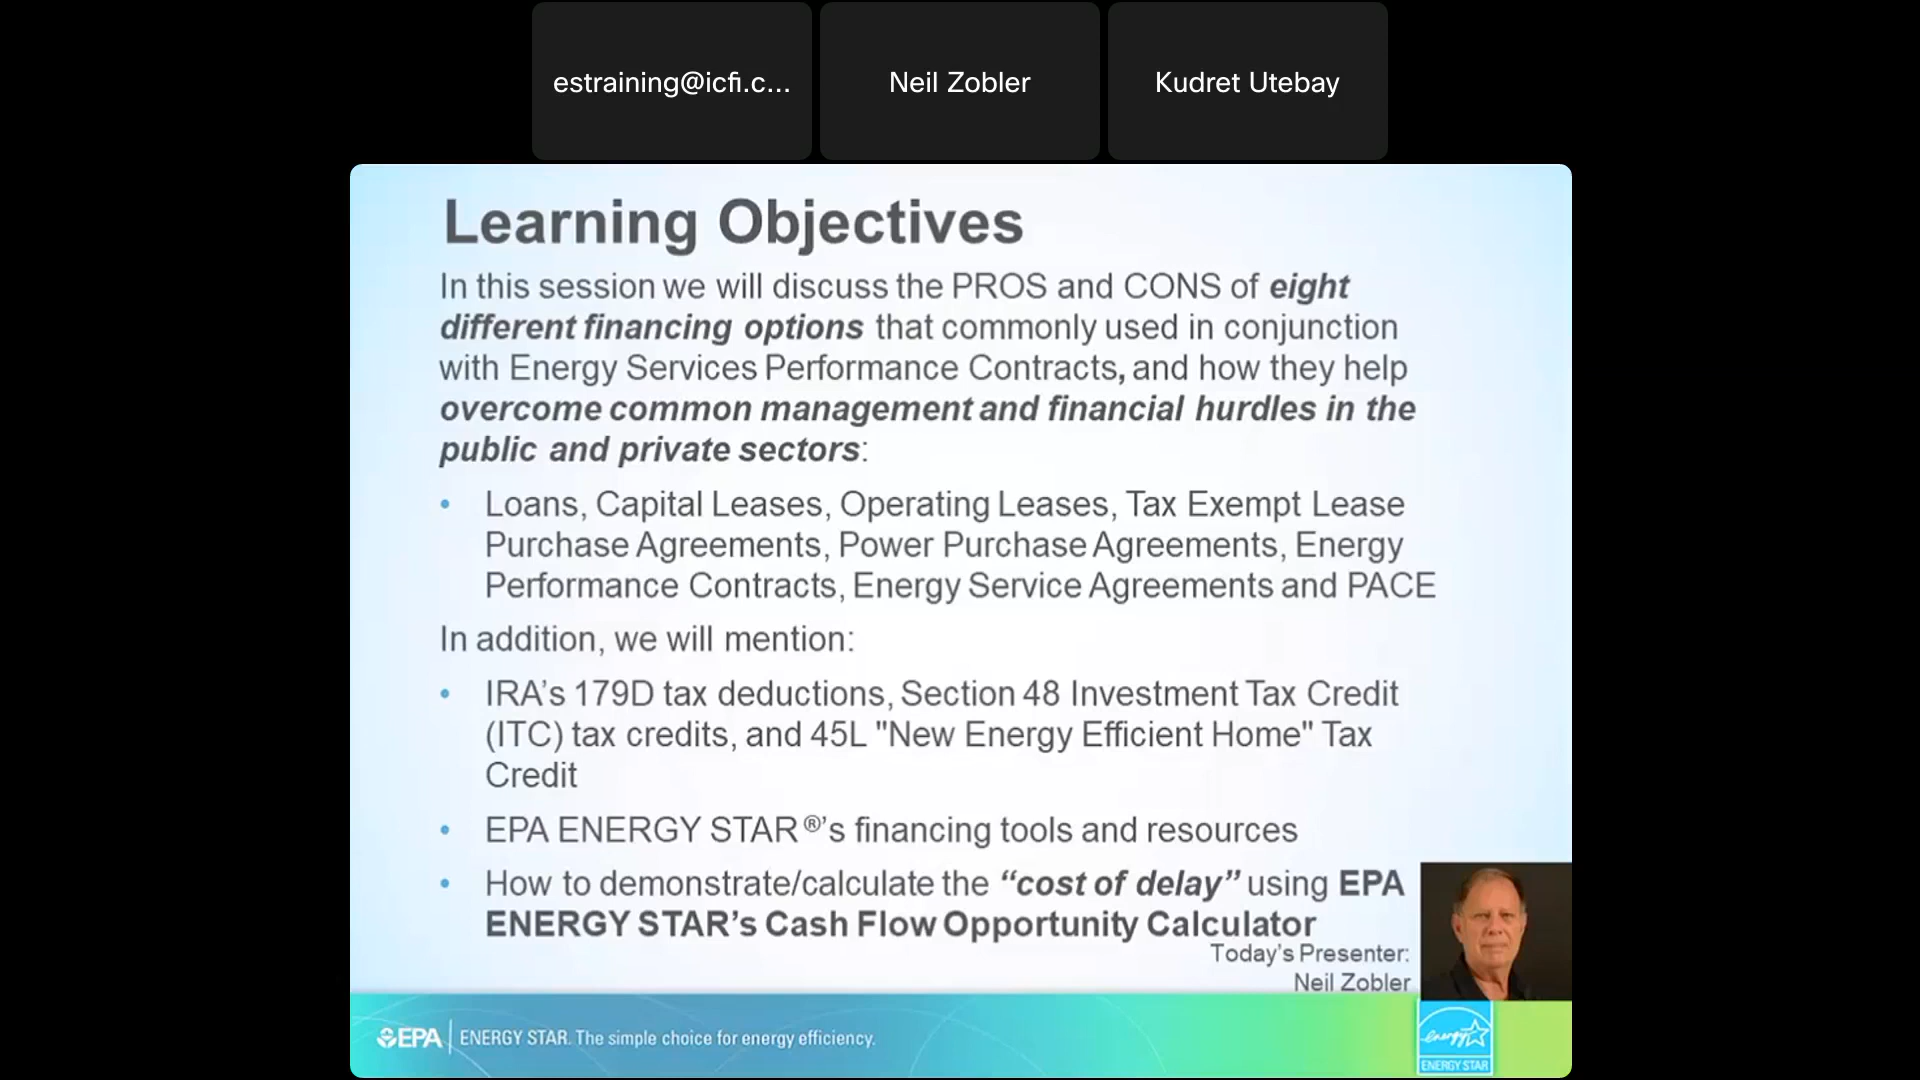 estraining@icfi.c...
Neil Zobler
Kudret Utebay
Learning Objectives
In this session we will discuss the PROS and CONS of eight
different financing options that commonly used in conjunction
with Energy Services Performance Contracts, and how they help
overcome common management and financial hurdles in the
public and private sectors:
• Loans, Capital Leases, Operating Leases, Tax Exempt Lease
Purchase Agreements, Power Purchase Agreements, Energy
Performance Contracts, Energy Service Agreements and PACE
In addition, we will mention:
• IRA's 179D tax deductions, Section 48 Investment Tax Credit
(ITC) tax credits, and 45L "New Energy Efficient Home" Tax
Credit
• EPA ENERGY STAR®'s financing tools and resources
• How to demonstrate/calculate the “cost of delay” using EPA
ENERGY STAR's Cash Flow Opportunity Calculator
Today's Presenter:
Neil Zobler
EPA ENERGY STAR. The simple choice for energy efficiency.
energy
ENERGY STAR